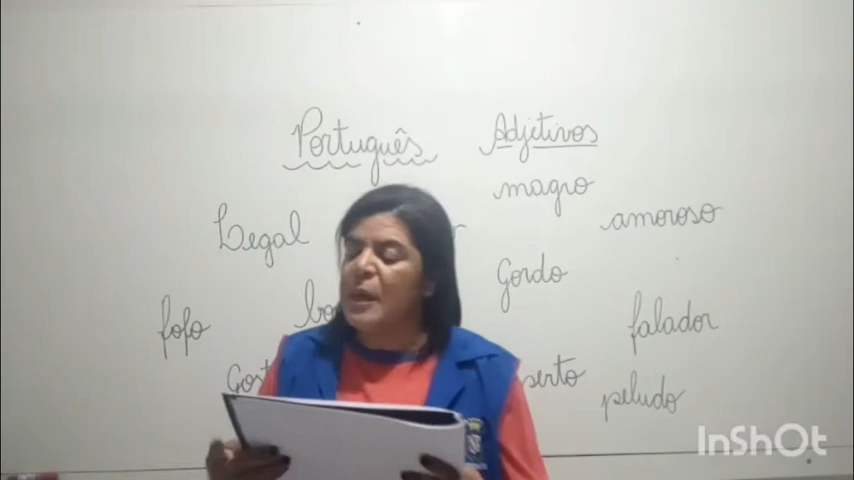 Português Adjetivos
magro
Legal amoroso
Gordo
fofo falador
peludo
InShOt